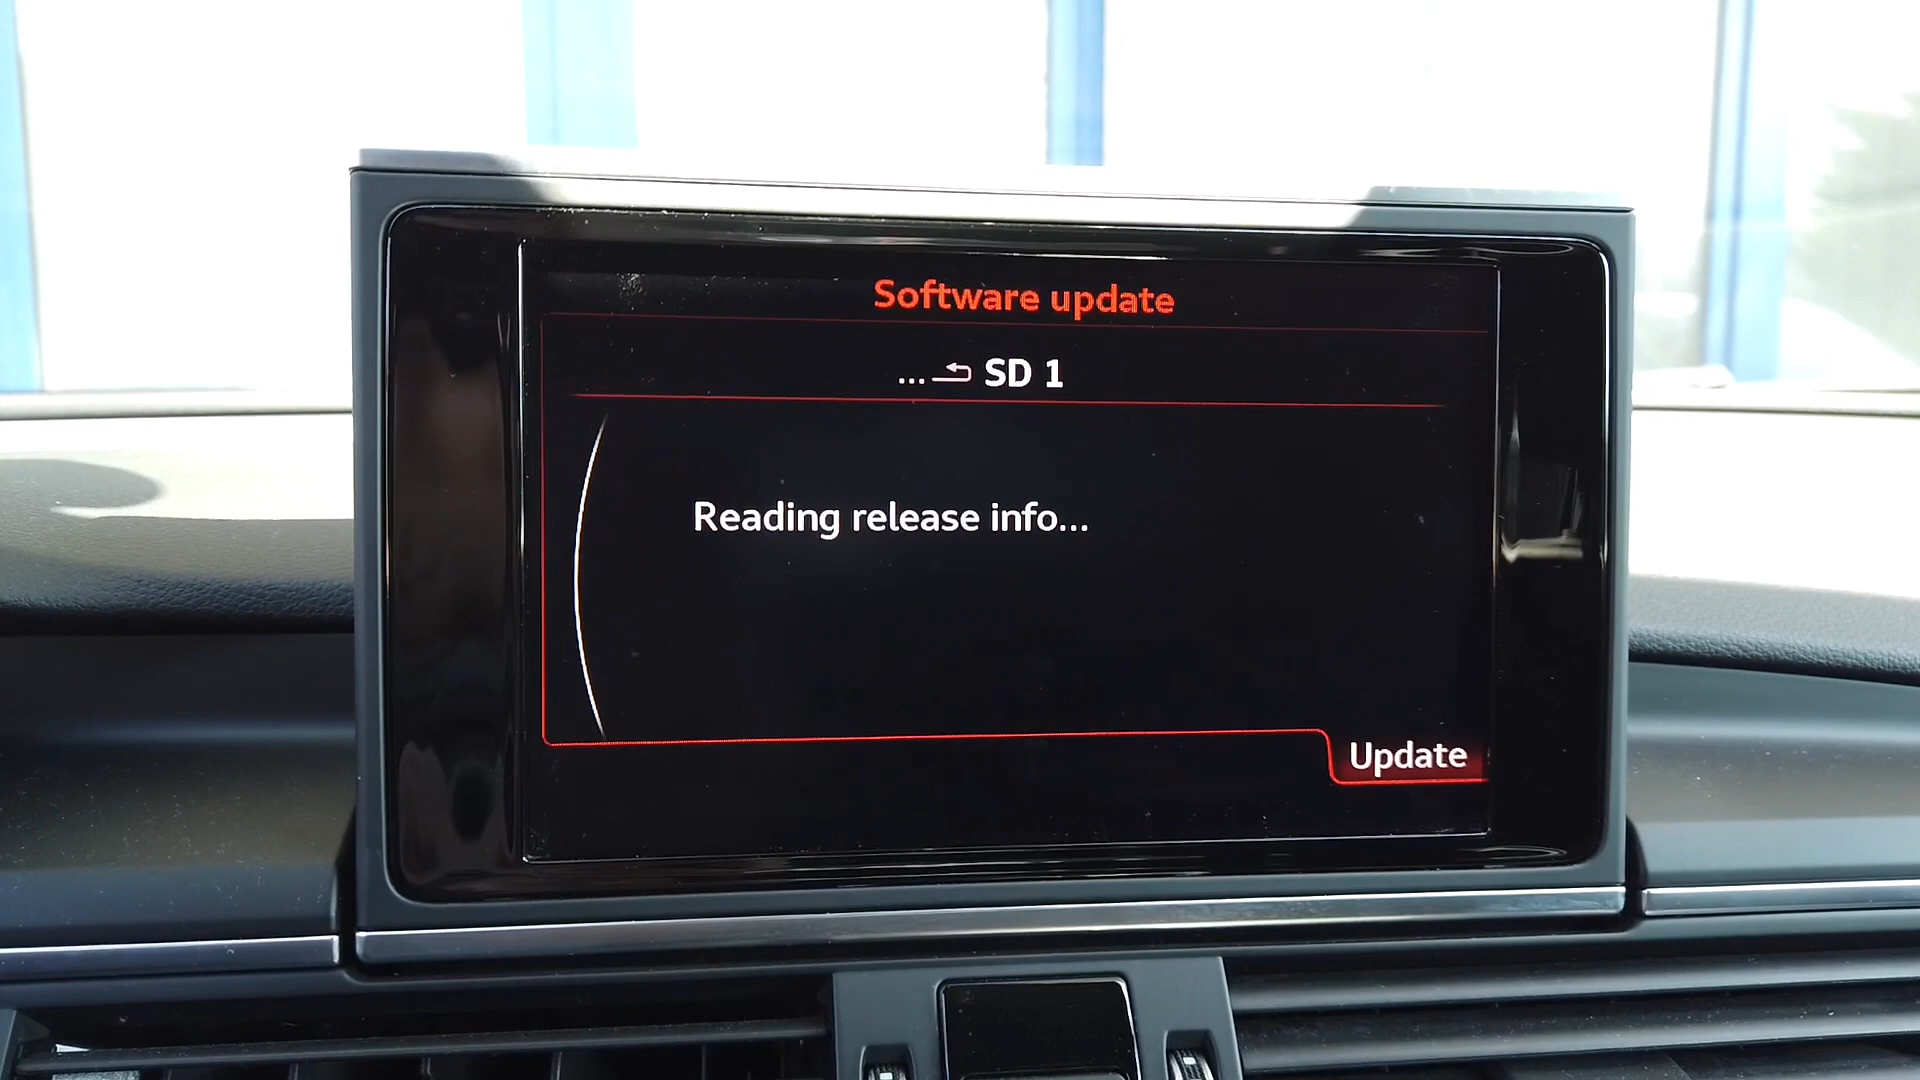 Software update
... SD 1
Reading release info...
Update